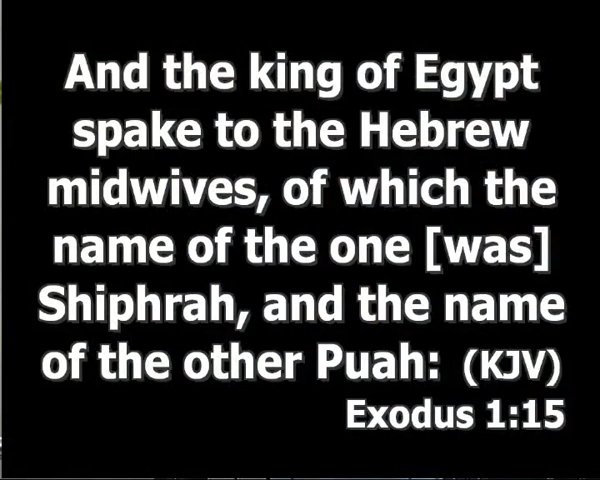 And the king of Egypt
spake to the Hebrew
midwives, of which the
name of the one [was]
Shiphrah, and the name
of the other Puah: (KJV)
Exodus 1:15